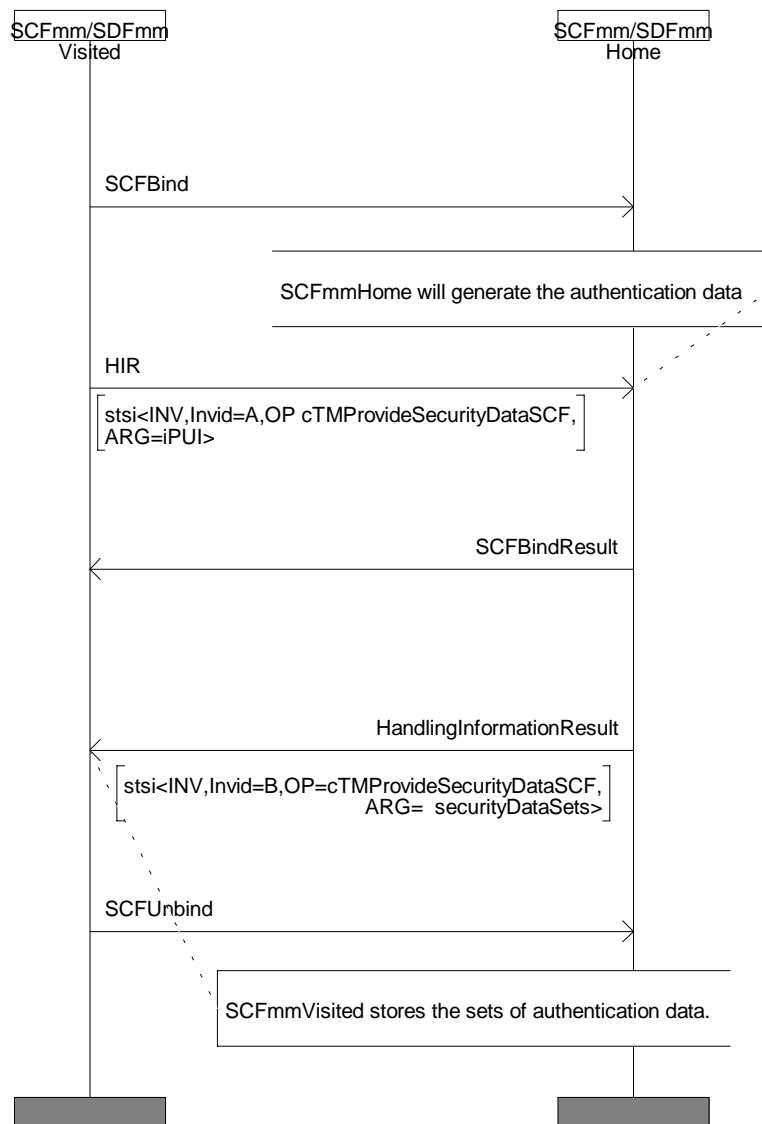 SCFmm/SDFmm
Visited
SCFmm/SDFmm
Home
SCFBind
SCFmmHome will generate the authentication data
HIR
stsi<INV,Invid=A,OP cTMProvideSecurityDataSCF,
ARG=iPUI>
SCFBindResult
HandlingInformationResult
stsi<INV,Invid=B,OP=cTMProvideSecurityDataSCF,
ARG= securityDataSets>
SCFUnbind
SCFmmVisited stores the sets of authentication data.